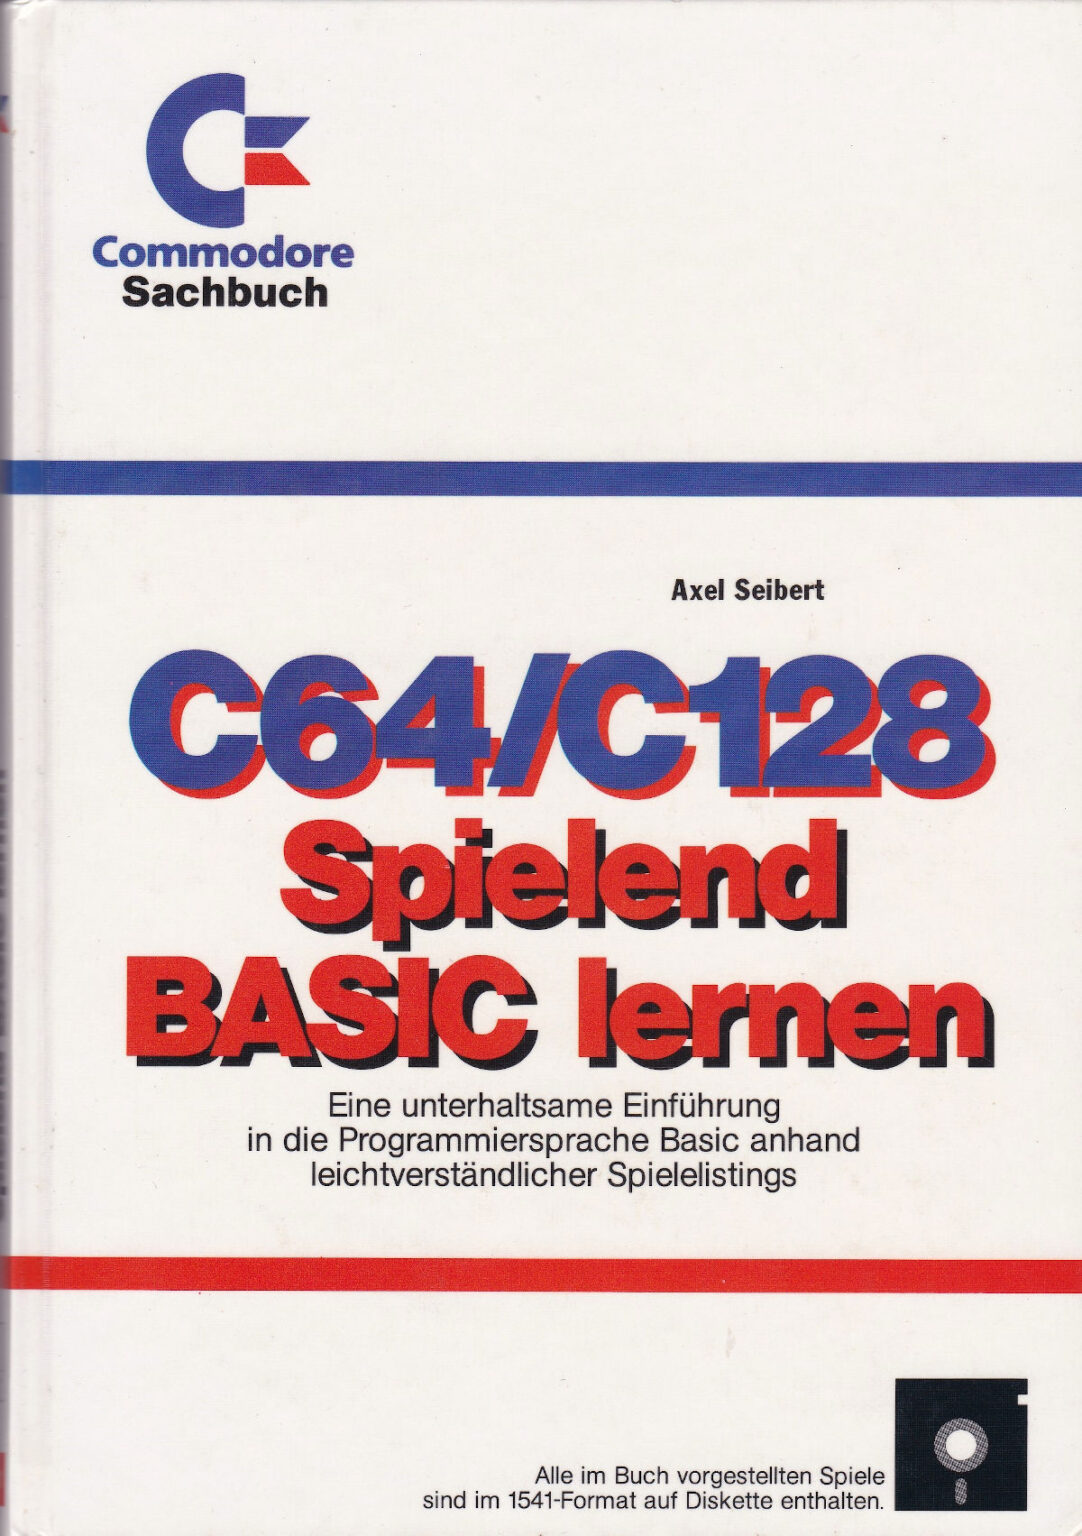 Commodore
Sachbuch
Axel Seibert
C64/C128
Spielend
BASIC lernen
Eine unterhaltsame Einführung
in die Programmiersprache Basic anhand
leichtverständlicher Spielelistings
Alle im Buch vorgestellten Spiele
sind im 1541-Format auf Diskette enthalten.